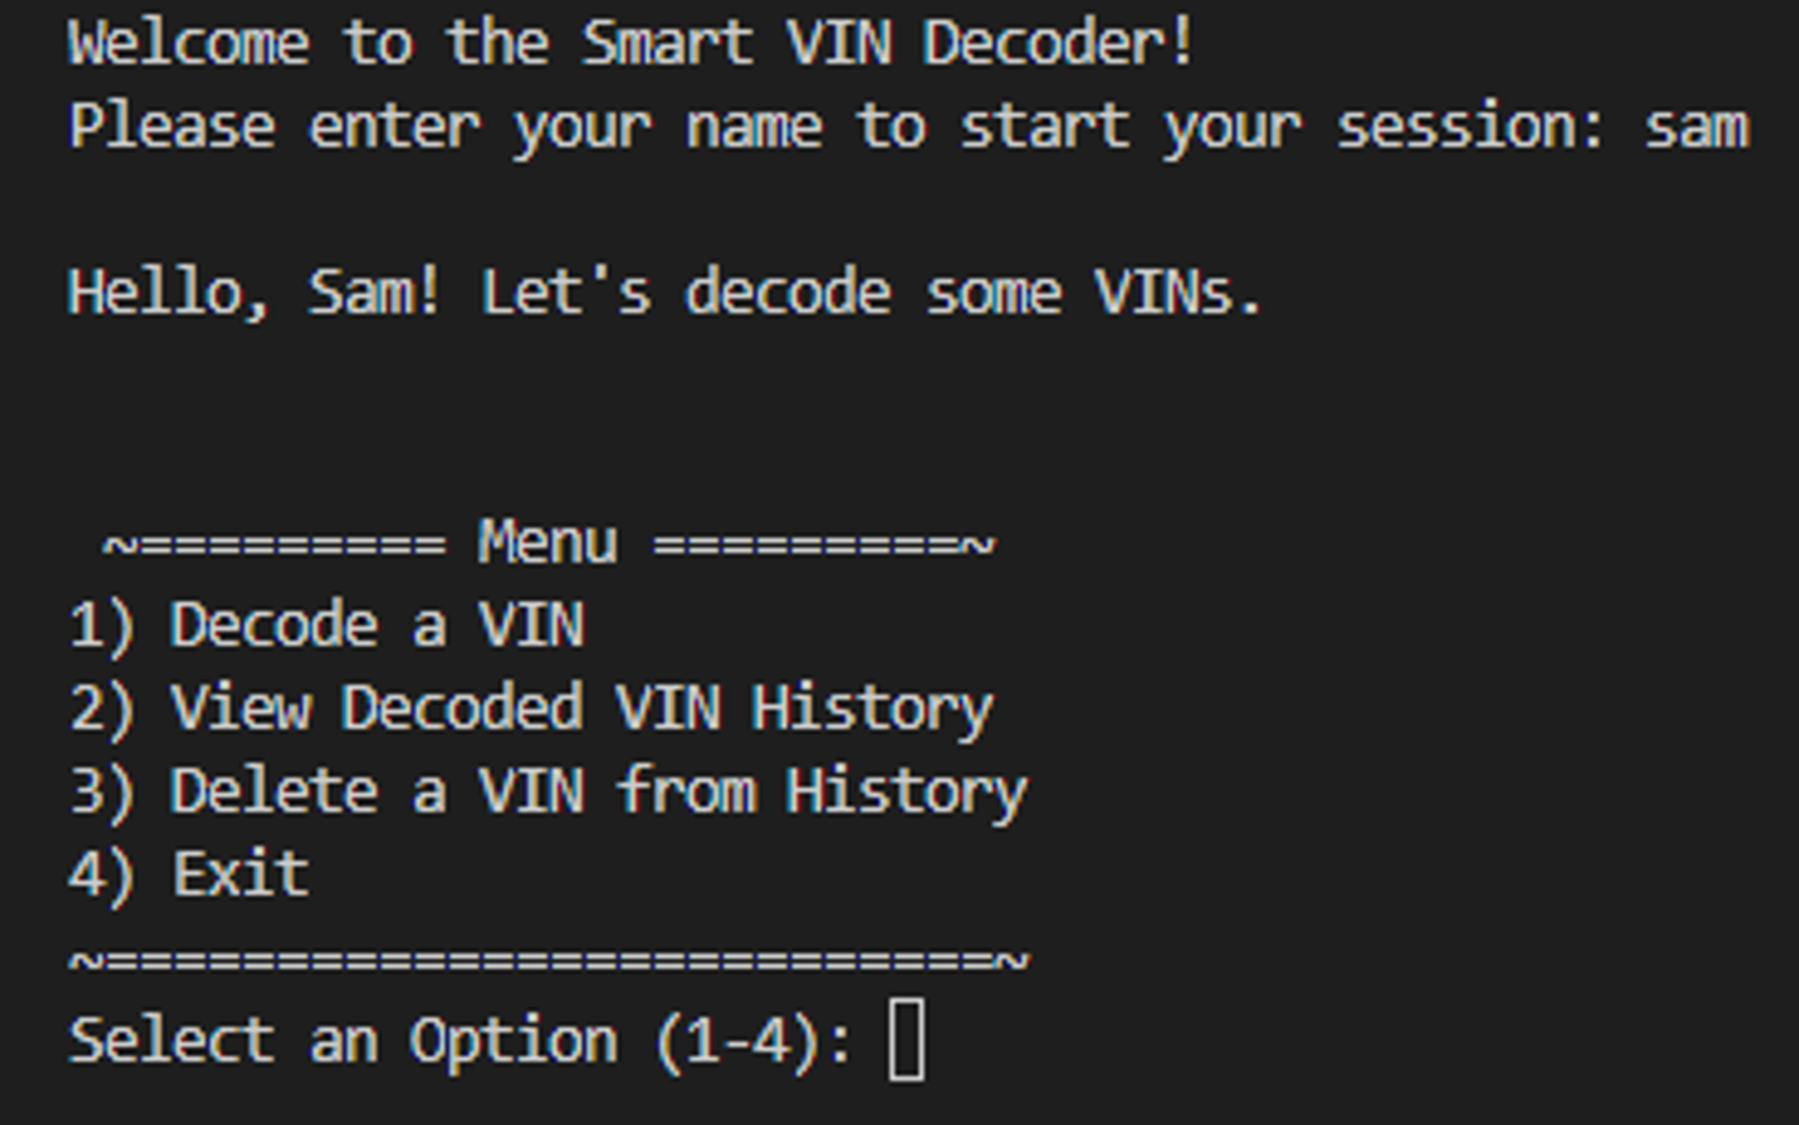 Welcome to the Smart VIN Decoder!
Please enter your name to start your session: sam
Hello, Sam! Let's decode some VINs.
~========= Menu =========~
1) Decode a VIN
2) View Decoded VIN History
3) Delete a VIN from History
4) Exit
~==========================~
Select an Option (1-4):